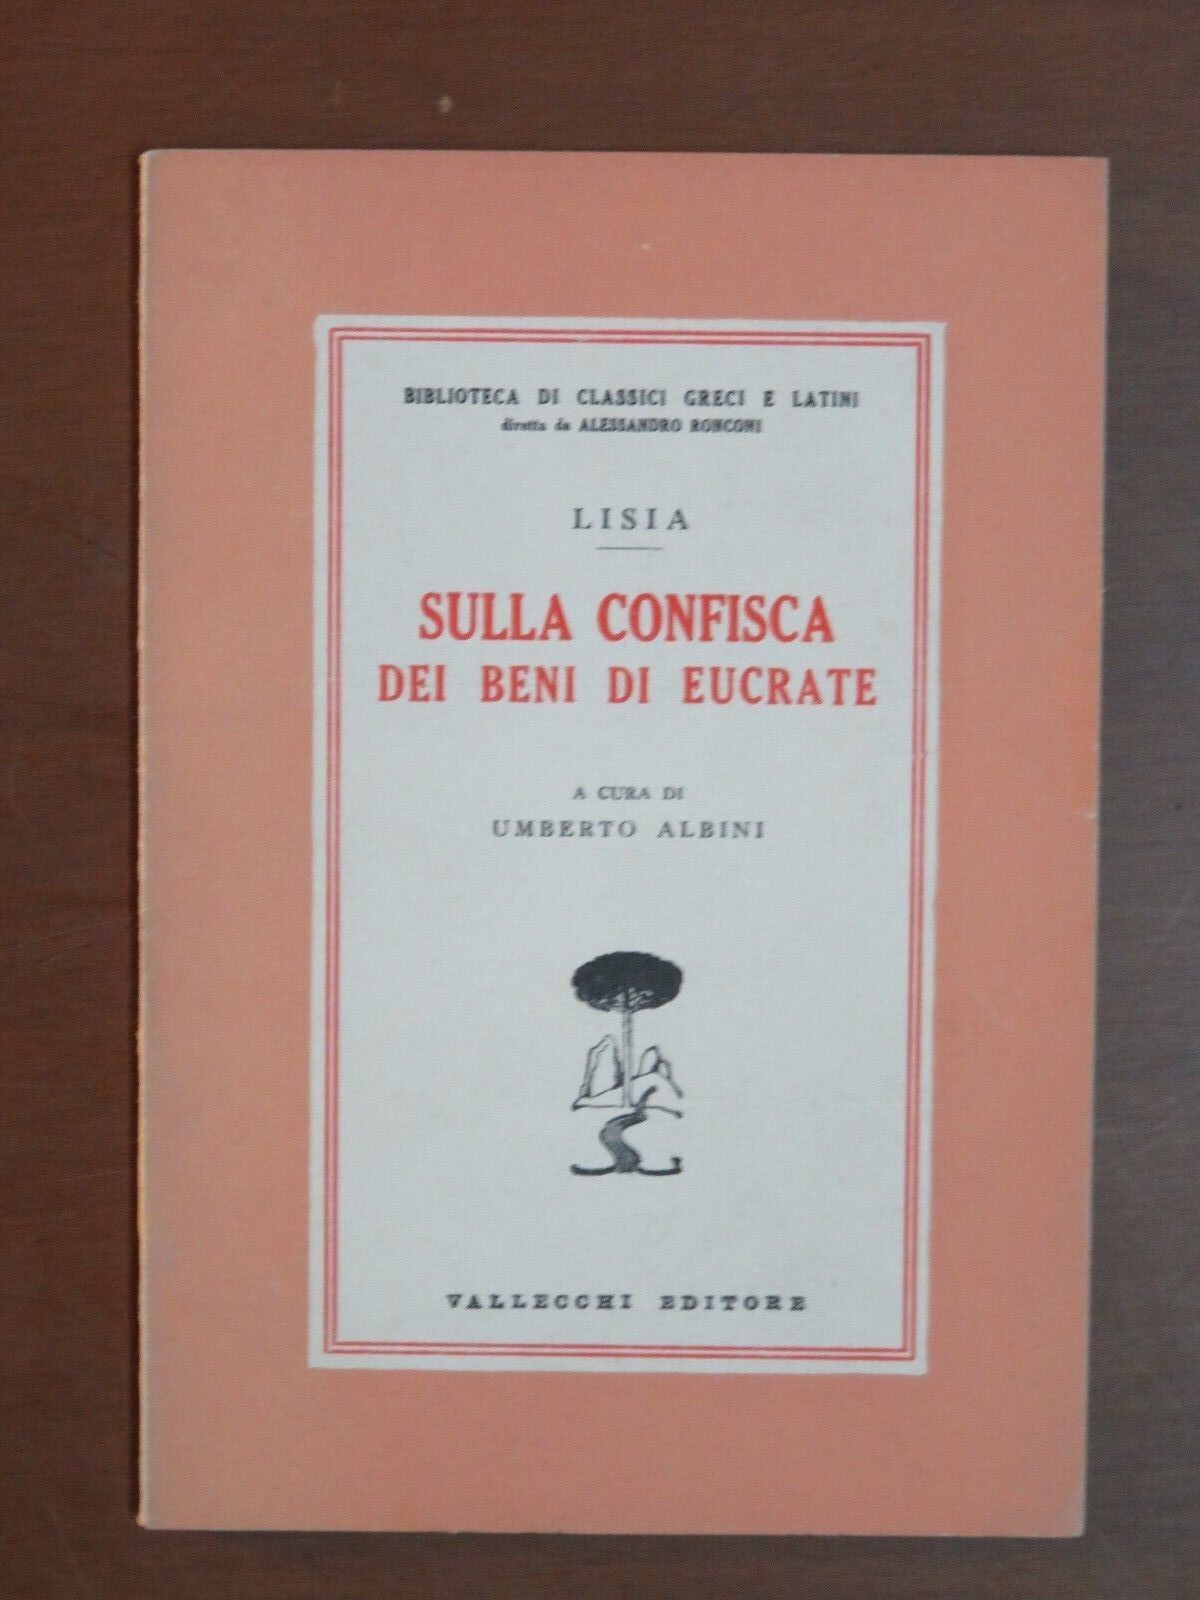 BIBLIOTECA DI CLASSICI GRECI E LATINI
diretta da ALESSANDRO RONCONI
LISIA
SULLA CONFISCA
DEI BENI DI EUCRATE
A CURA DI
UMBERTO ALBINI
VALLECCHI EDITORE